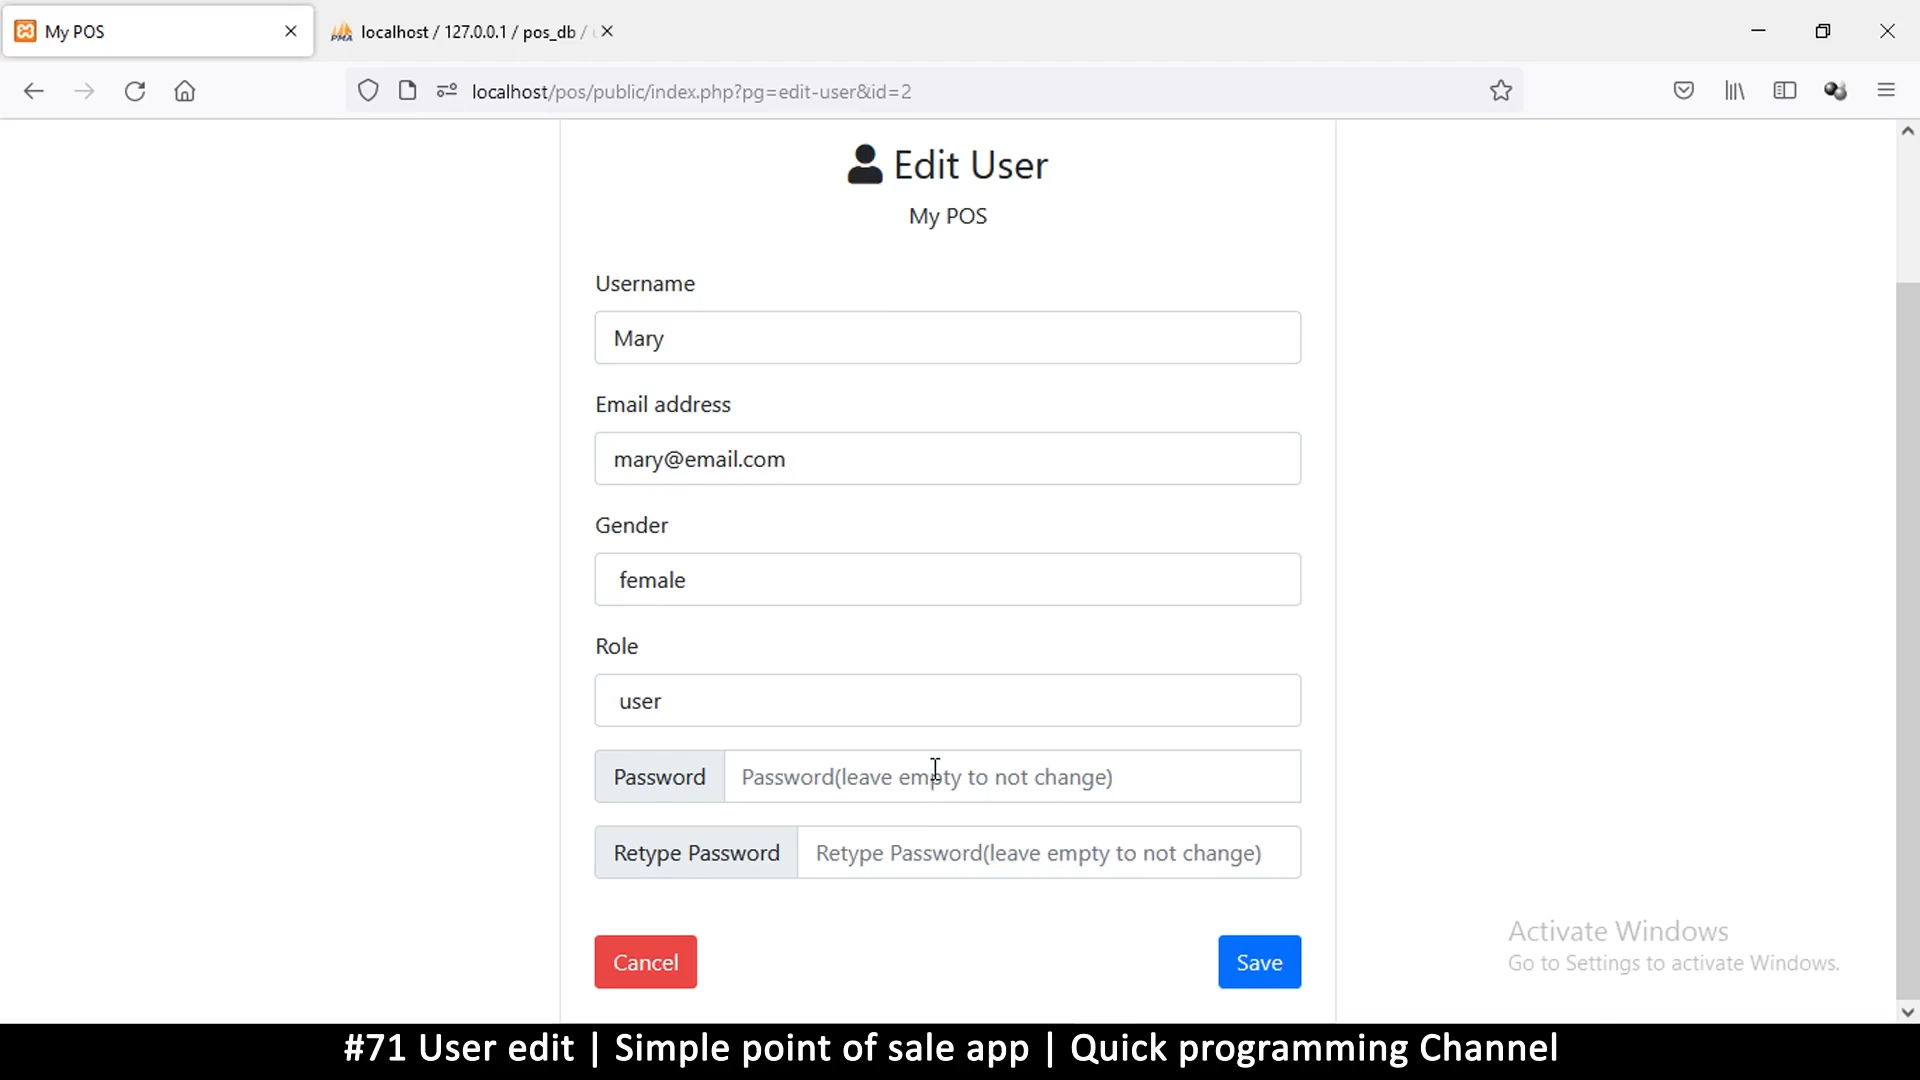 My POS
PMA localhost / 127.0.0.1 / pos_db /
localhost/pos/public/index.php?pg=edit-user&id=2
Edit User
My POS
Username
Mary
Email address
mary@email.com
Gender
female
Role
user
Password Password(leave empty to not change)
Retype Password Retype Password(leave empty to not change)
Cancel Save
Activate Windows
Go to Settings to activate Windows.
#71 User edit | Simple point of sale app | Quick programming Channel